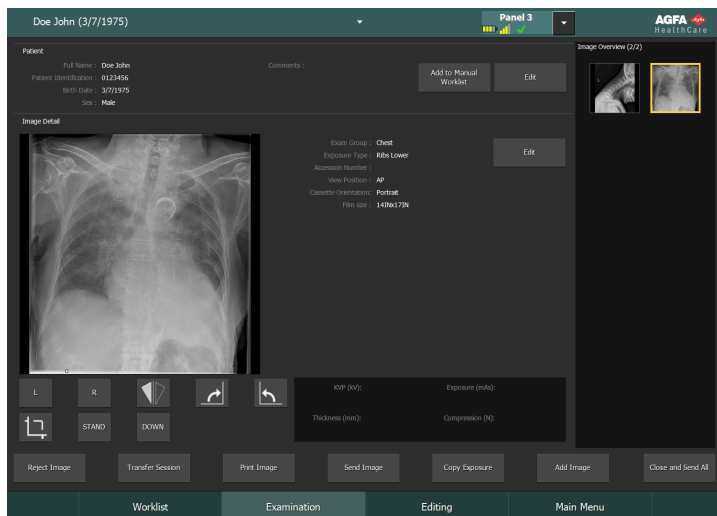 Doe John (3/7/1975)
Panel 3
AGFA
HealthCare
Patient
Full Name : Doe John
Patient Identification : 0123456
Birth Date : 3/7/1975
Sex : Male
Comments :
Add to Manual
Worklist
Edit
Image Overview (2/2)
L
Image Detail
Exam Group : Chest
Exposure Type : Ribs Lower
Accession Number :
View Position : AP
Cassette Orientation: Portrait
Film size : 14INx17IN
Edit
L
R
STAND
DOWN
KVP (kV):
Exposure (mAs):
Thickness (mm):
Compression (N):
Reject Image
Transfer Session
Print Image
Send Image
Copy Exposure
Add Image
Close and Send All
Worklist
Examination
Editing
Main Menu